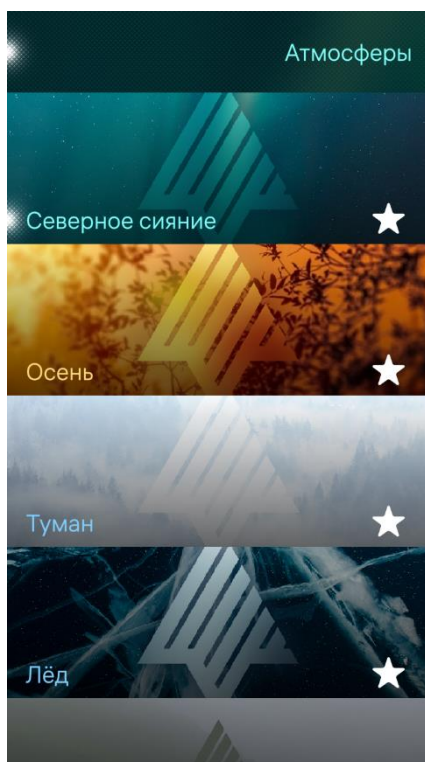 Атмосферы
Северное сияние
Осень
Туман
Лёд